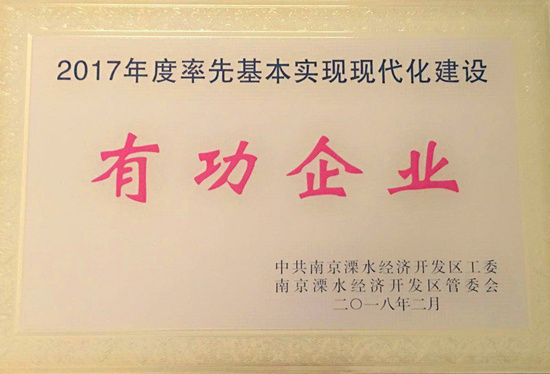 2017年度率先基本实现现代化建设
有功企业
中共南京溧水经济开发区工委
南京溧水经济开发区管委会
二〇一八年二月